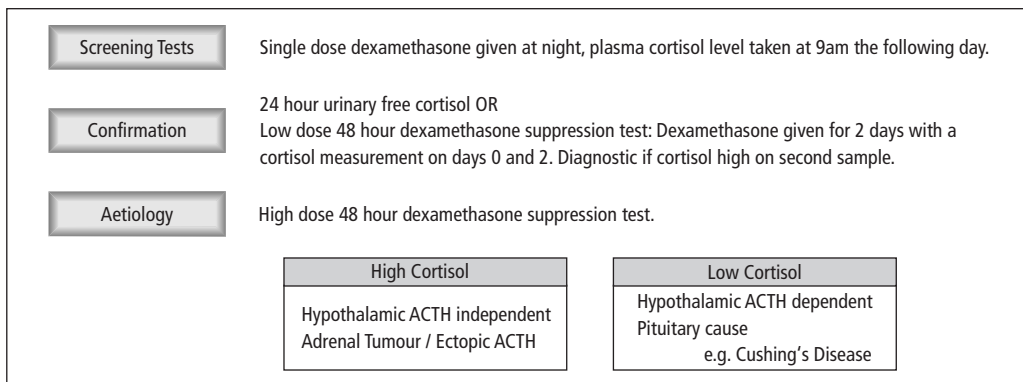 Screening Tests
Single dose dexamethasone given at night, plasma cortisol level taken at 9am the following day.
Confirmation
24 hour urinary free cortisol OR
Low dose 48 hour dexamethasone suppression test: Dexamethasone given for 2 days with a
cortisol measurement on days 0 and 2. Diagnostic if cortisol high on second sample.
Aetiology
High dose 48 hour dexamethasone suppression test.
High Cortisol
Hypothalamic ACTH independent
Adrenal Tumour / Ectopic ACTH
Low Cortisol
Hypothalamic ACTH dependent
Pituitary cause
e.g. Cushing's Disease